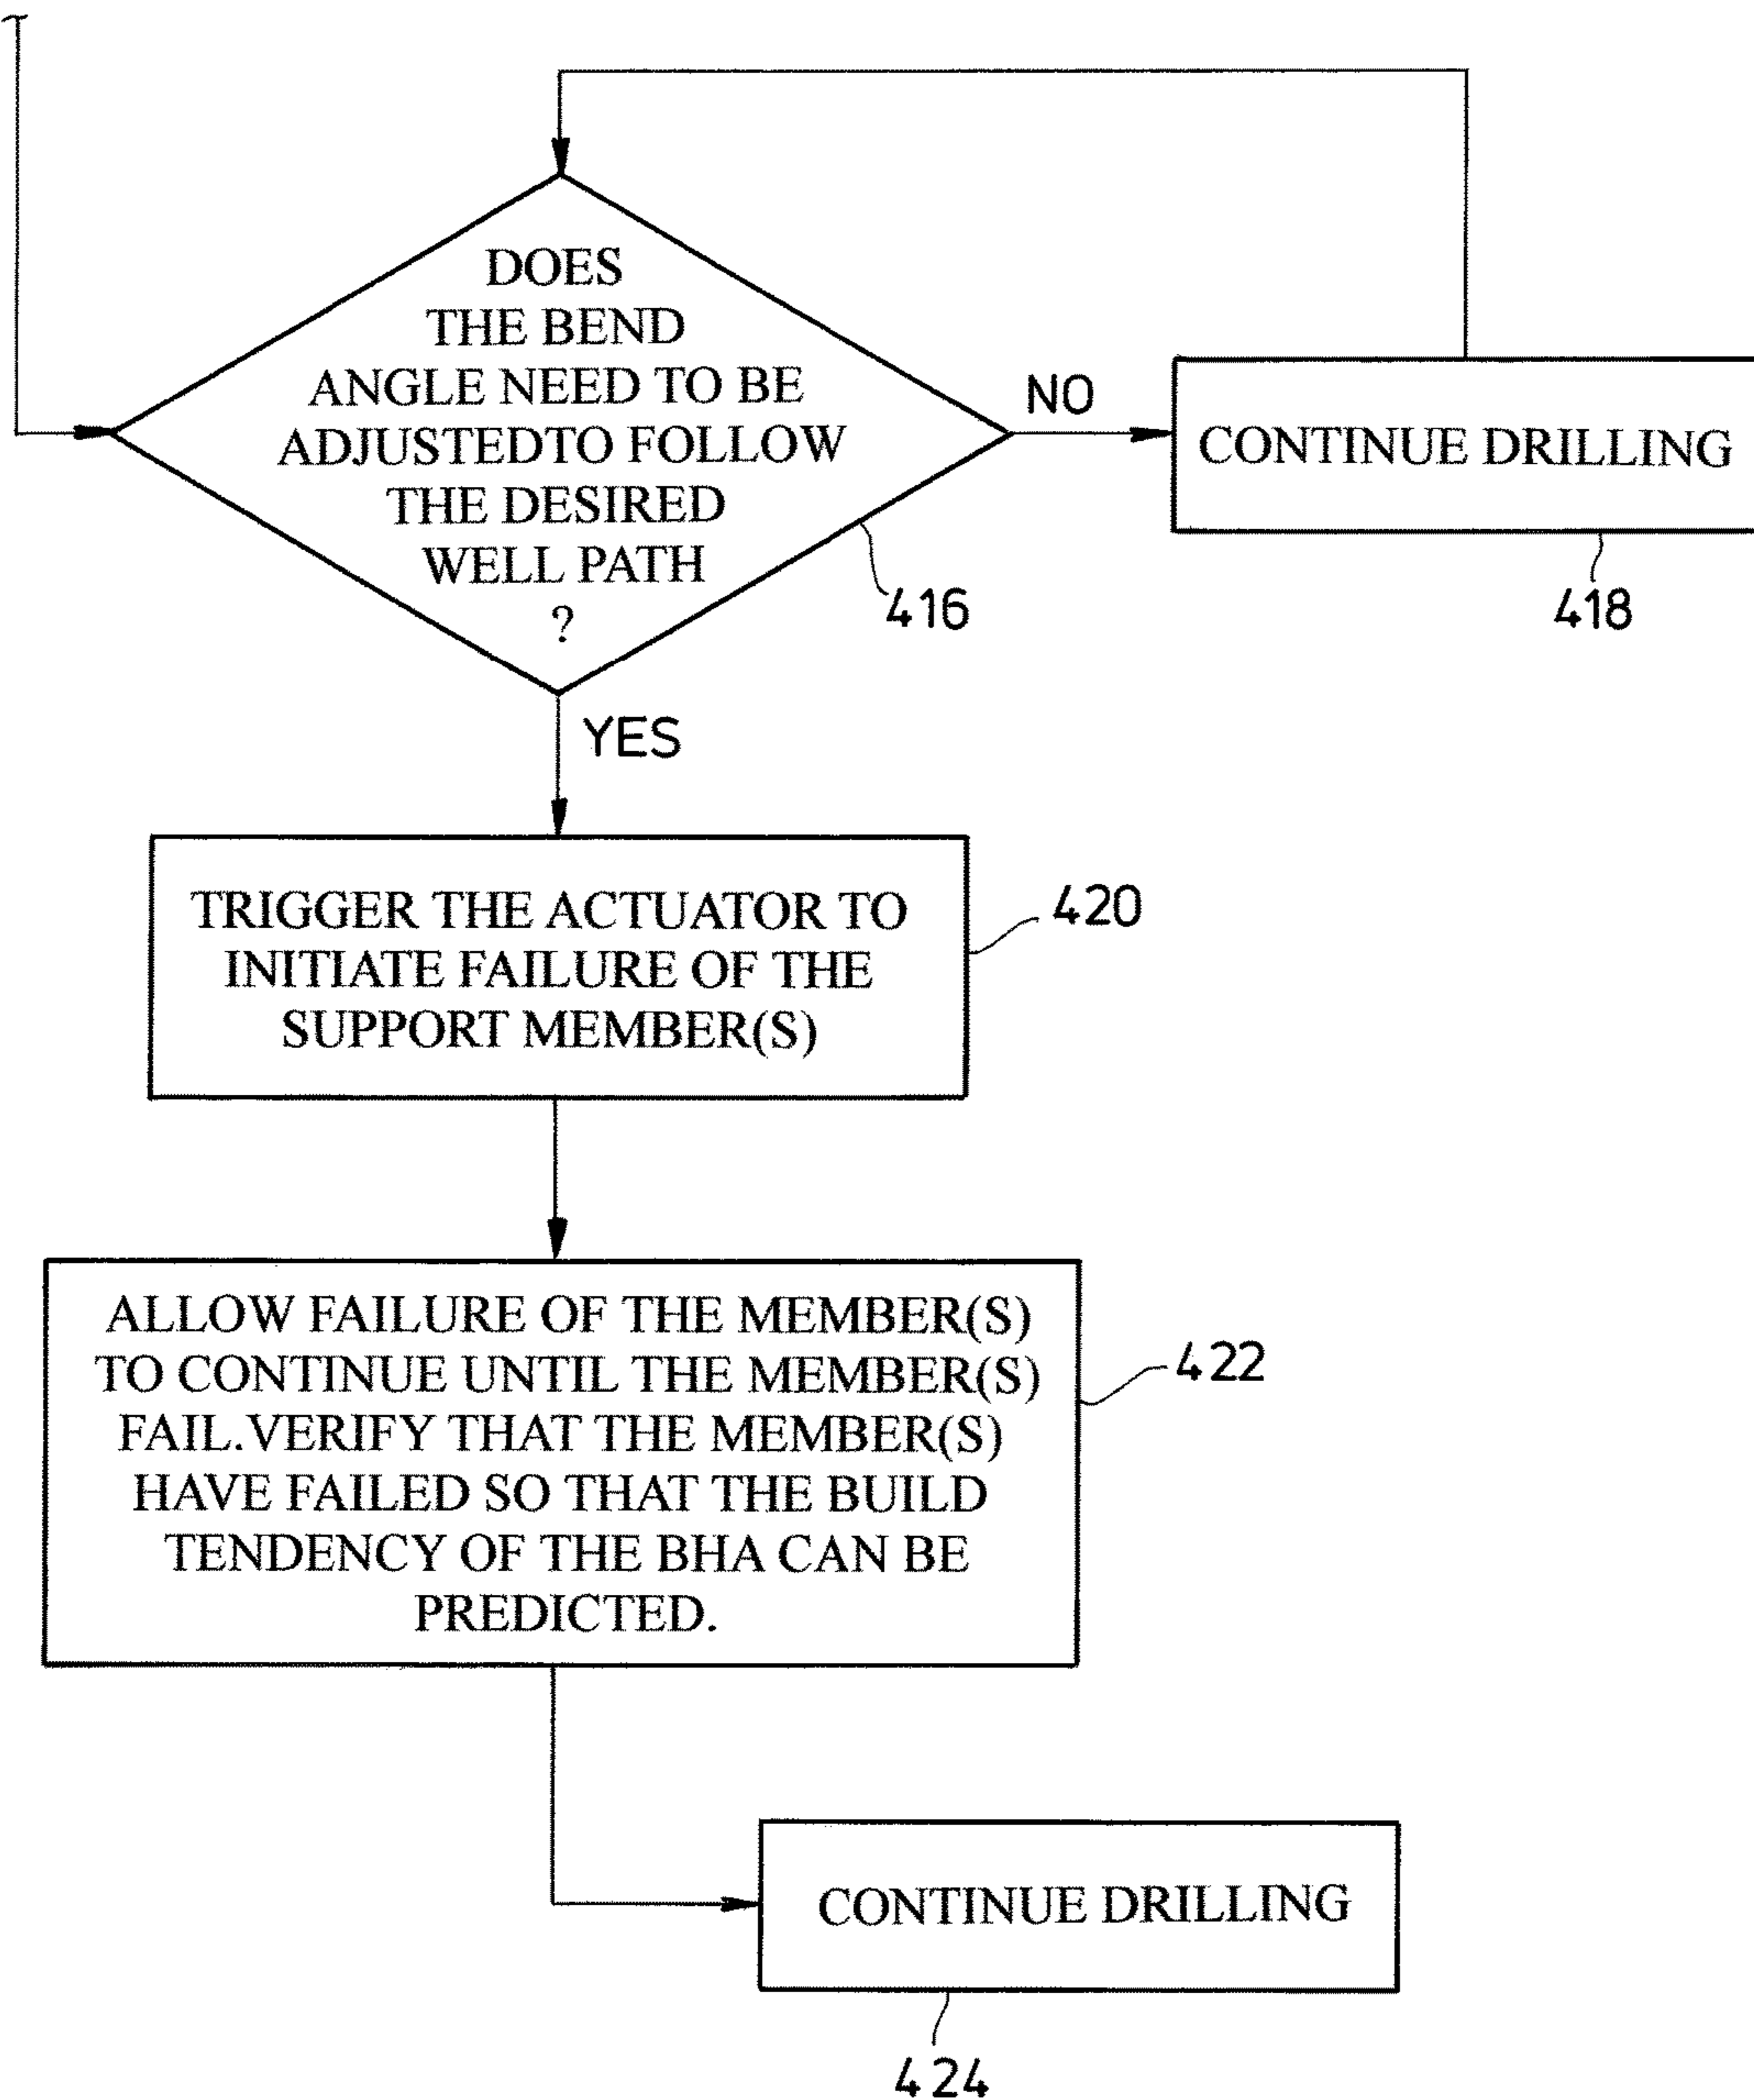 DOES
THE BEND
ANGLE NEED TO BE
ADJUSTEDTO FOLLOW
THE DESIRED
WELL PATH
?
416
NO
CONTINUE DRILLING
418
YES
TRIGGER THE ACTUATOR TO
INITIATE FAILURE OF THE
SUPPORT MEMBER(S)
420
ALLOW FAILURE OF THE MEMBER(S)
TO CONTINUE UNTIL THE MEMBER(S)
FAIL.VERIFY THAT THE MEMBER(S)
HAVE FAILED SO THAT THE BUILD
TENDENCY OF THE BHA CAN BE
PREDICTED.
422
CONTINUE DRILLING
424